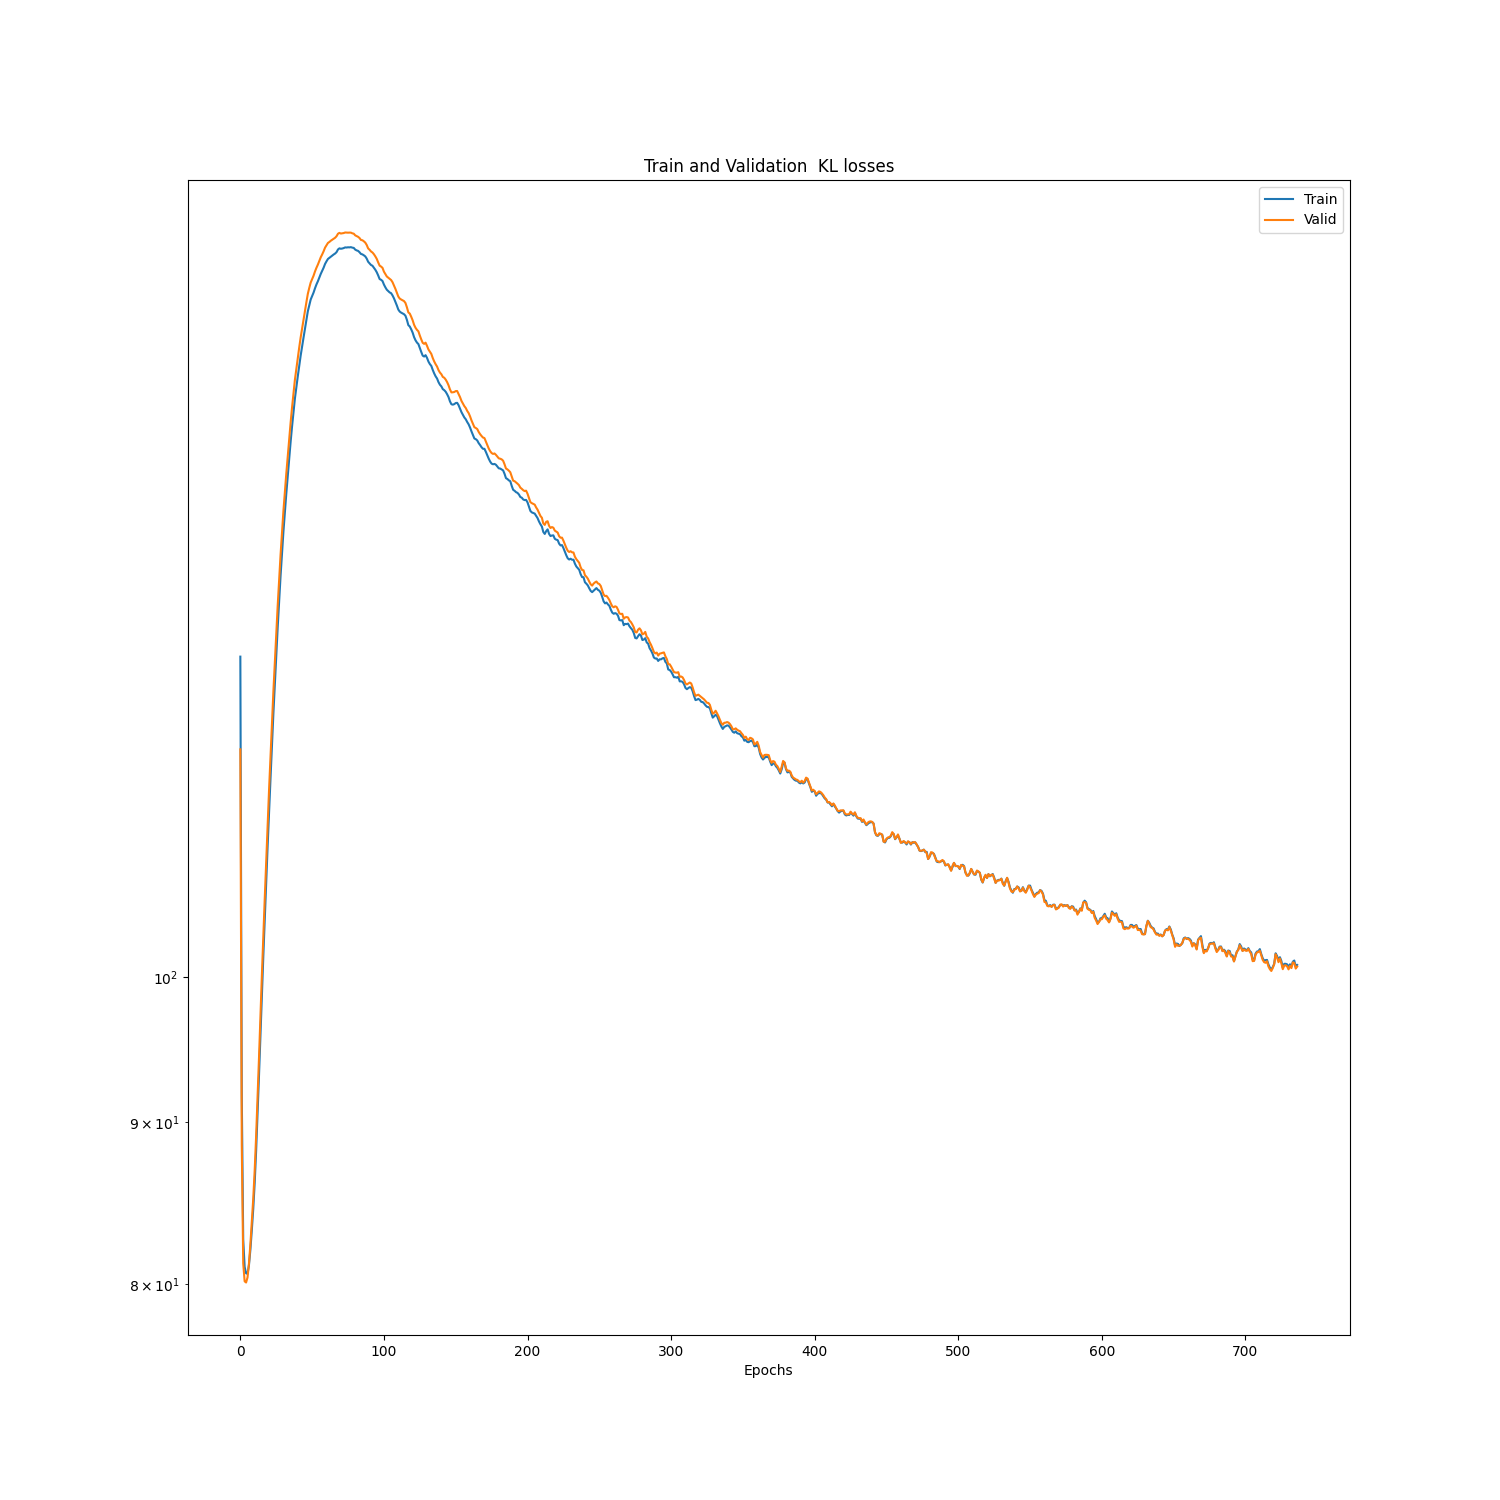 Train and Validation  KL losses
Train
Valid
10²
9 × 10¹
8 × 10¹
0 100 200 300 400 500 600 700
Epochs